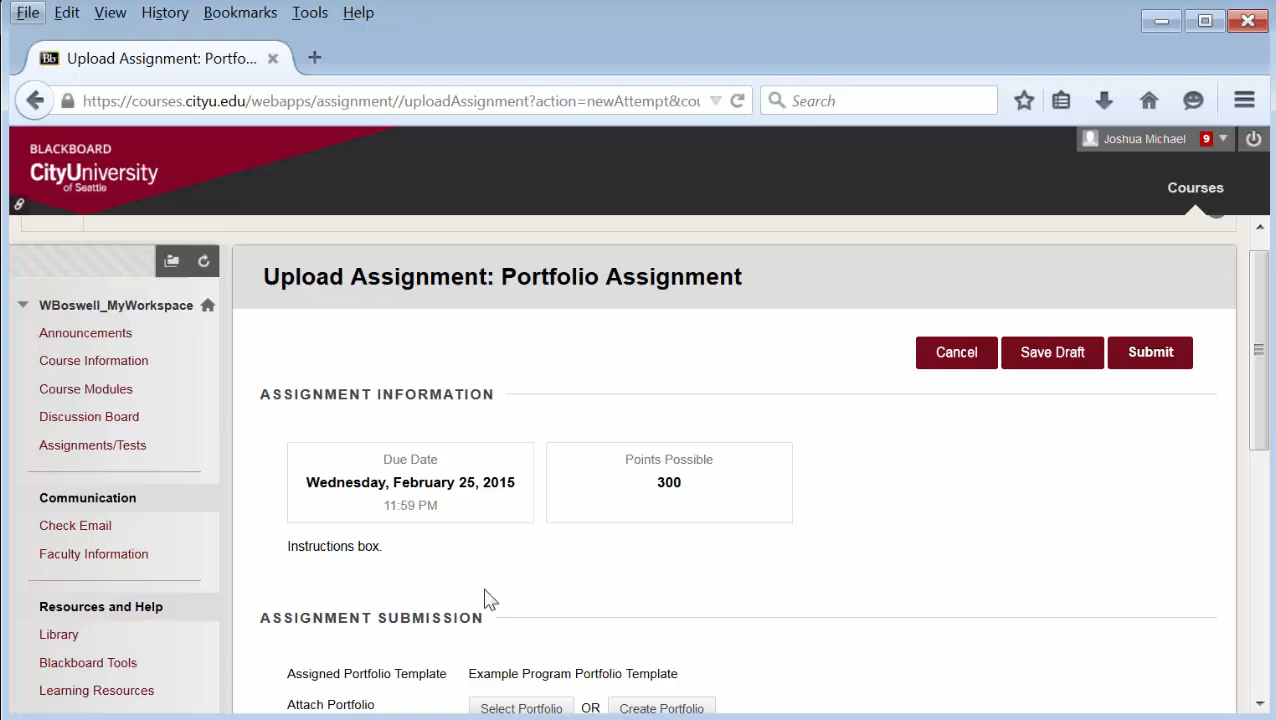 File Edit View History Bookmarks Tools Help
Bb Upload Assignment: Portfo...
https://courses.cityu.edu/webapps/assignment//uploadAssignment?action=newAttempt&cou
Search
BLACKBOARD
CityUniversity
of Seattle
Joshua Michael 9
Courses
Upload Assignment: Portfolio Assignment
WBoswell_MyWorkspace
Announcements
Course Information
Course Modules
Discussion Board
Assignments/Tests
Communication
Check Email
Faculty Information
Resources and Help
Library
Blackboard Tools
Learning Resources
Cancel Save Draft Submit
ASSIGNMENT INFORMATION
Due Date
Wednesday, February 25, 2015
11:59 PM
Points Possible
300
Instructions box.
ASSIGNMENT SUBMISSION
Assigned Portfolio Template Example Program Portfolio Template
Attach Portfolio Select Portfolio OR Create Portfolio